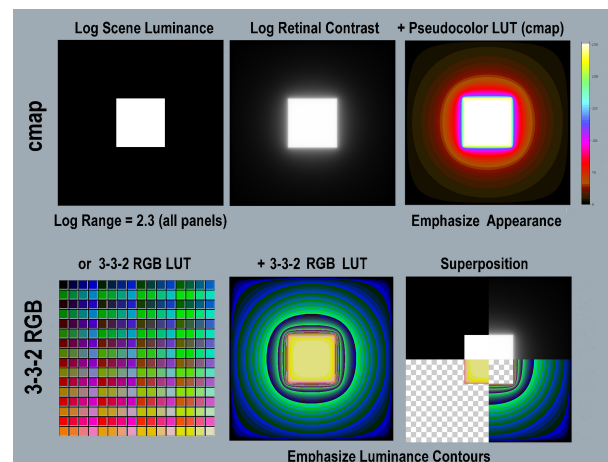 Log Scene Luminance
Log Retinal Contrast
+ Pseudocolor LUT (cmap)
cmap
Log Range = 2.3 (all panels)
Emphasize Appearance
or 3-3-2 RGB LUT
+ 3-3-2 RGB LUT
Superposition
3-3-2 RGB
Emphasize Luminance Contours